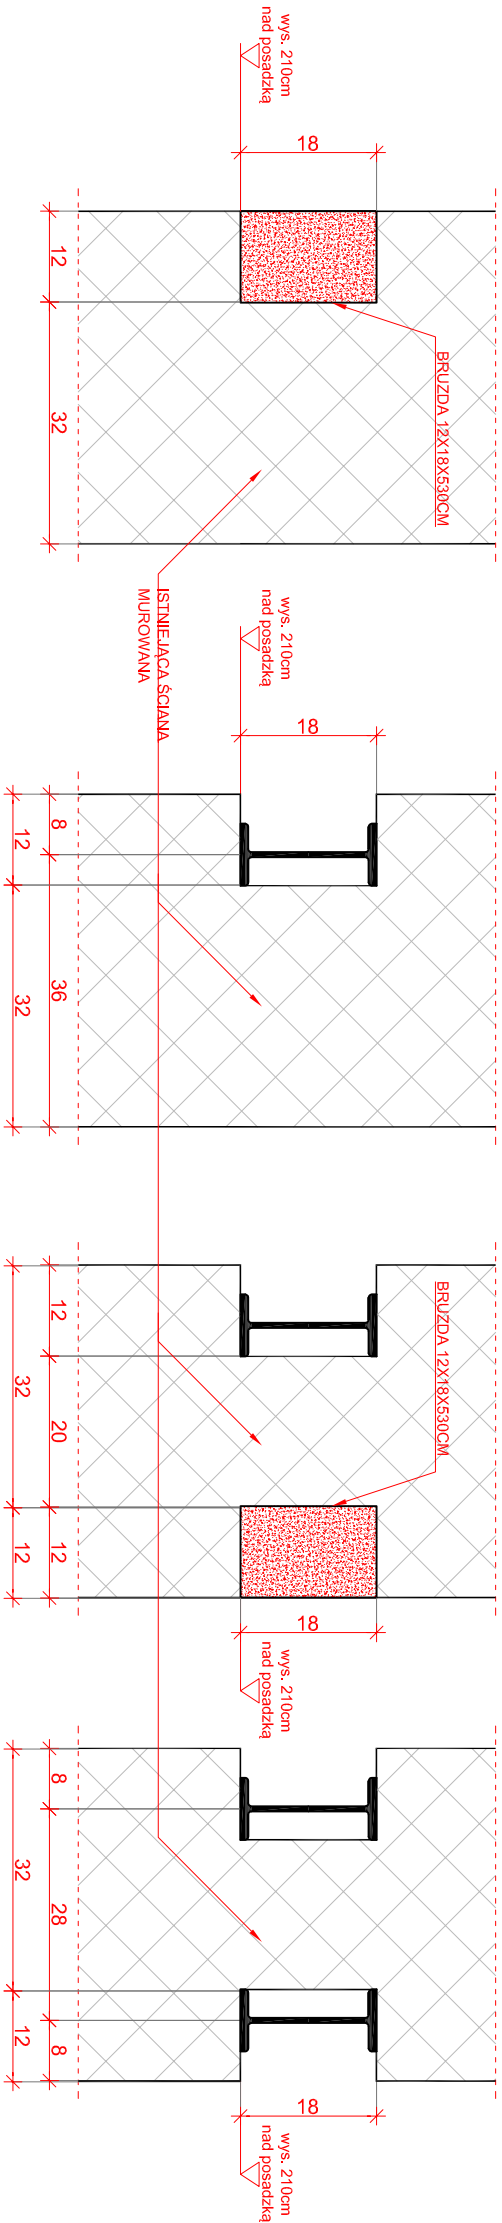 wys. 210cm
nad posadzką
18
12
32
BRUZDA 12X18X530CM
ISTNIEJĄCA ŚCIANA
MUROWANA
wys. 210cm
nad posadzką
18
8
36
12
32
BRUZDA 12X18X530CM
12
20
12
32
12
18
wys. 210cm
nad posadzką
8
28
8
32
12
18
wys. 210cm
nad posadzką